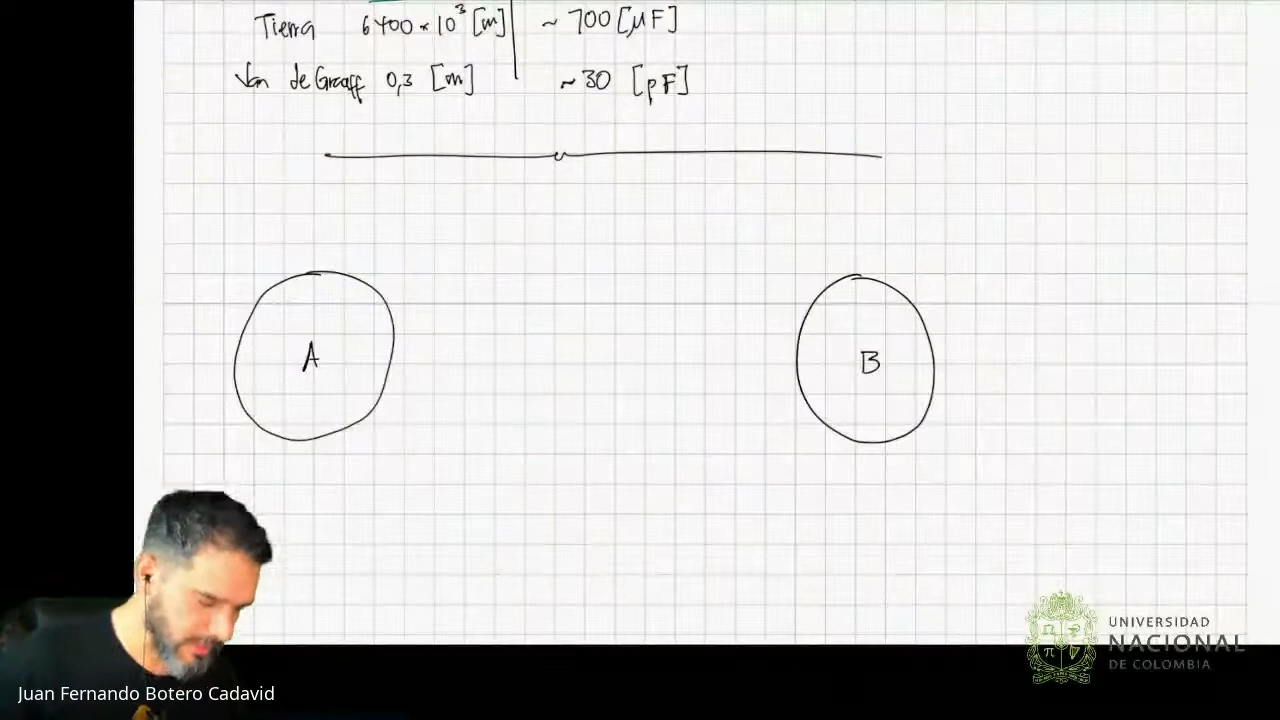 Tierra 6400×10³ [m] ~ 700 [μF]
Van de Graaff 0,3 [m] ~30 [pF]
A B
UNIVERSIDAD
NACIONAL
DE COLOMBIA
Juan Fernando Botero Cadavid